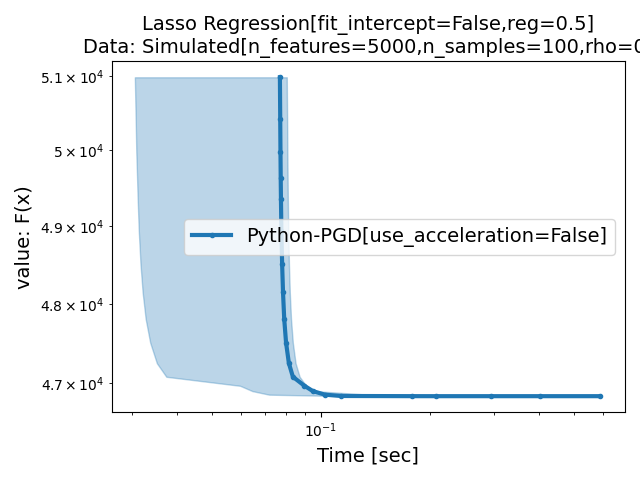 Lasso Regression[fit_intercept=False,reg=0.5]
Data: Simulated[n_features=5000,n_samples=100,rho=0
5.1 × 10⁴
5 × 10⁴
4.9 × 10⁴
4.8 × 10⁴
4.7 × 10⁴
value: F(x)
Python-PGD[use_acceleration=False]
10⁻¹
Time [sec]